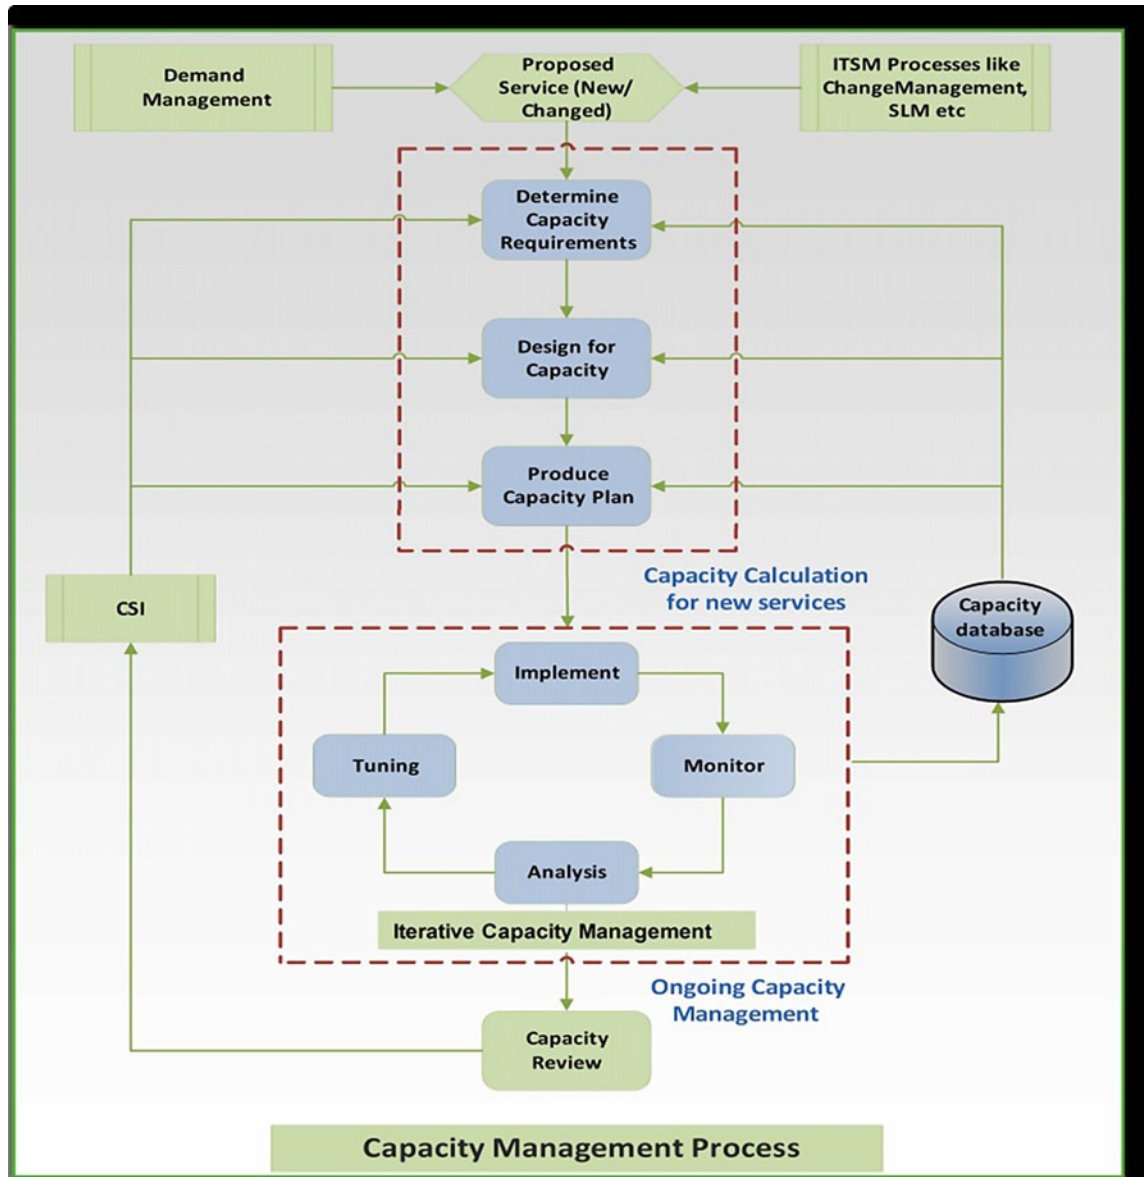 Demand
Management
Proposed
Service (New/
Changed)
ITSM Processes like
ChangeManagement,
SLM etc
Determine
Capacity
Requirements
Design for
Capacity
Produce
Capacity Plan
Capacity Calculation
for new services
CSI
Capacity
database
Implement
Tuning
Monitor
Analysis
Iterative Capacity Management
Ongoing Capacity
Management
Capacity
Review
Capacity Management Process